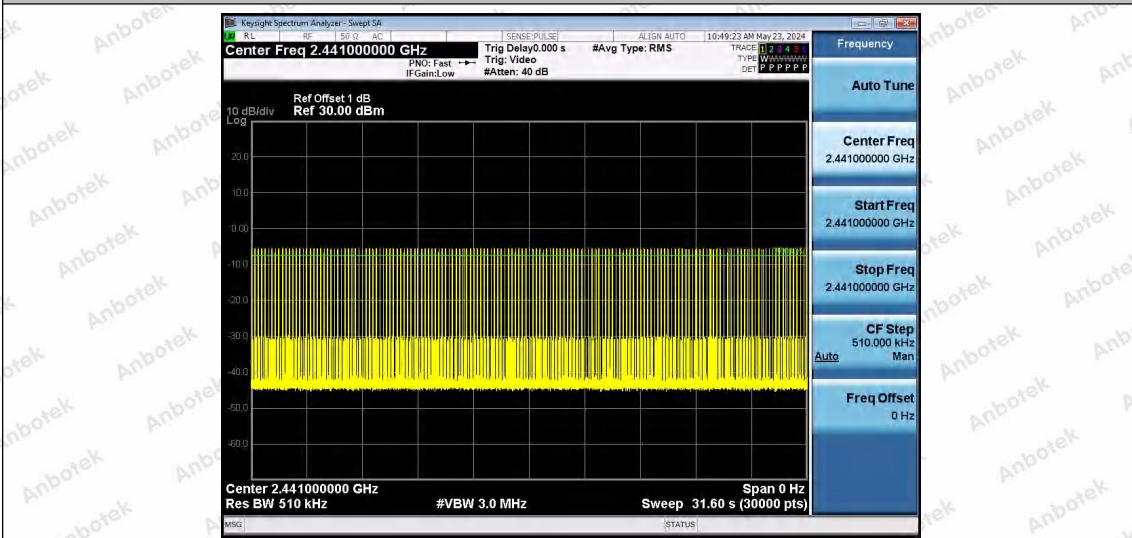 Keysight Spectrum Analyzer - Swept SA
RL RF 50 Ω AC SENSE:PULSE ALIGN AUTO 10:49:23 AM May 23, 2024
Center Freq 2.441000000 GHz
PNO: Fast
IFGain:Low
Trig Delay0.000 s
Trig: Video
#Atten: 40 dB
#Avg Type: RMS
TRACE 1 2 3 4 5 6
TYPE WWWWWW
DET P P P P P P
Ref Offset 1 dB
10 dB/div Ref 30.00 dBm
Log
20.0
10.0
0.00
-10.0
-20.0
-30.0
-40.0
-50.0
-60.0
Center 2.441000000 GHz Span 0 Hz
Res BW 510 kHz #VBW 3.0 MHz Sweep 31.60 s (30000 pts)
MSG STATUS
Frequency
Auto Tune
Center Freq
2.441000000 GHz
Start Freq
2.441000000 GHz
Stop Freq
2.441000000 GHz
CF Step
510.000 kHz
Auto Man
Freq Offset
0 Hz
Anbotek